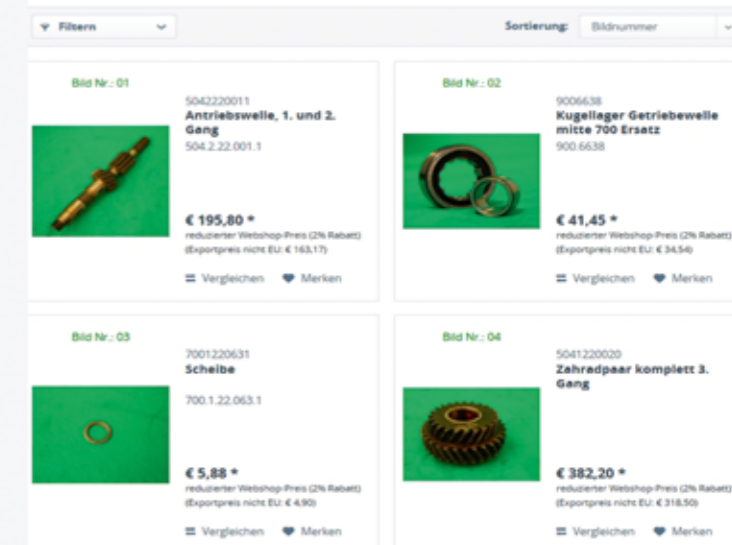 Filtern
Sortierung: Bildnummer
Bild Nr.: 01
5042220011
Antriebswelle, 1. und 2.
Gang
504.2.22.001.1
€ 195,80 *
reduzierter Webshop-Preis (2% Rabatt)
(Exportpreis nicht EU: € 163,17)
Vergleichen Merken
Bild Nr.: 02
9006638
Kugellager Getriebewelle
mitte 700 Ersatz
900.6638
€ 41,45 *
reduzierter Webshop-Preis (2% Rabatt)
(Exportpreis nicht EU: € 34,54)
Vergleichen Merken
Bild Nr.: 03
7001220631
Scheibe
700.1.22.063.1
€ 5,88 *
reduzierter Webshop-Preis (2% Rabatt)
(Exportpreis nicht EU: € 4,90)
Vergleichen Merken
Bild Nr.: 04
5041220020
Zahnradpaar komplett 3.
Gang
€ 382,20 *
reduzierter Webshop-Preis (2% Rabatt)
(Exportpreis nicht EU: € 318,50)
Vergleichen Merken